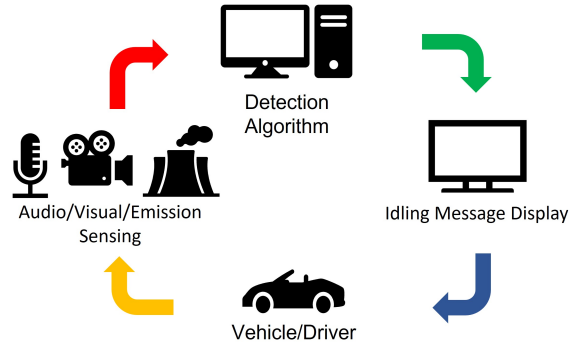 Detection
Algorithm
Audio/Visual/Emission
Sensing
Idling Message Display
Vehicle/Driver